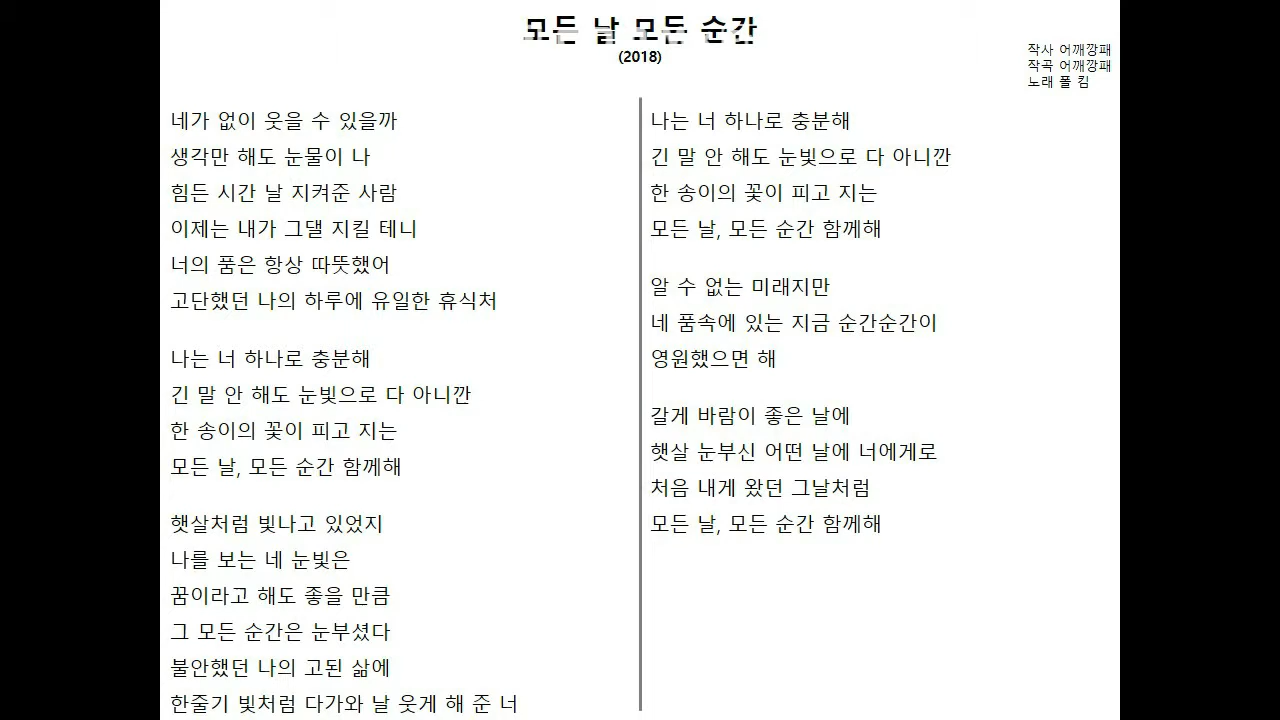 모든 날 모든 순간
(2018)
작사 어깨깡패
작곡 어깨깡패
노래 폴 킴
네가 없이 웃을 수 있을까
생각만 해도 눈물이 나
힘든 시간 날 지켜준 사람
이제는 내가 그댈 지킬 테니
너의 품은 항상 따뜻했어
고단했던 나의 하루에 유일한 휴식처
나는 너 하나로 충분해
긴 말 안 해도 눈빛으로 다 아니깐
한 송이의 꽃이 피고 지는
모든 날, 모든 순간 함께해
햇살처럼 빛나고 있었지
나를 보는 네 눈빛은
꿈이라고 해도 좋을 만큼
그 모든 순간은 눈부셨다
불안했던 나의 고된 삶에
한줄기 빛처럼 다가와 날 웃게 해 준 너
나는 너 하나로 충분해
긴 말 안 해도 눈빛으로 다 아니깐
한 송이의 꽃이 피고 지는
모든 날, 모든 순간 함께해
알 수 없는 미래지만
네 품속에 있는 지금 순간순간이
영원했으면 해
갈게 바람이 좋은 날에
햇살 눈부신 어떤 날에 너에게로
처음 내게 왔던 그날처럼
모든 날, 모든 순간 함께해